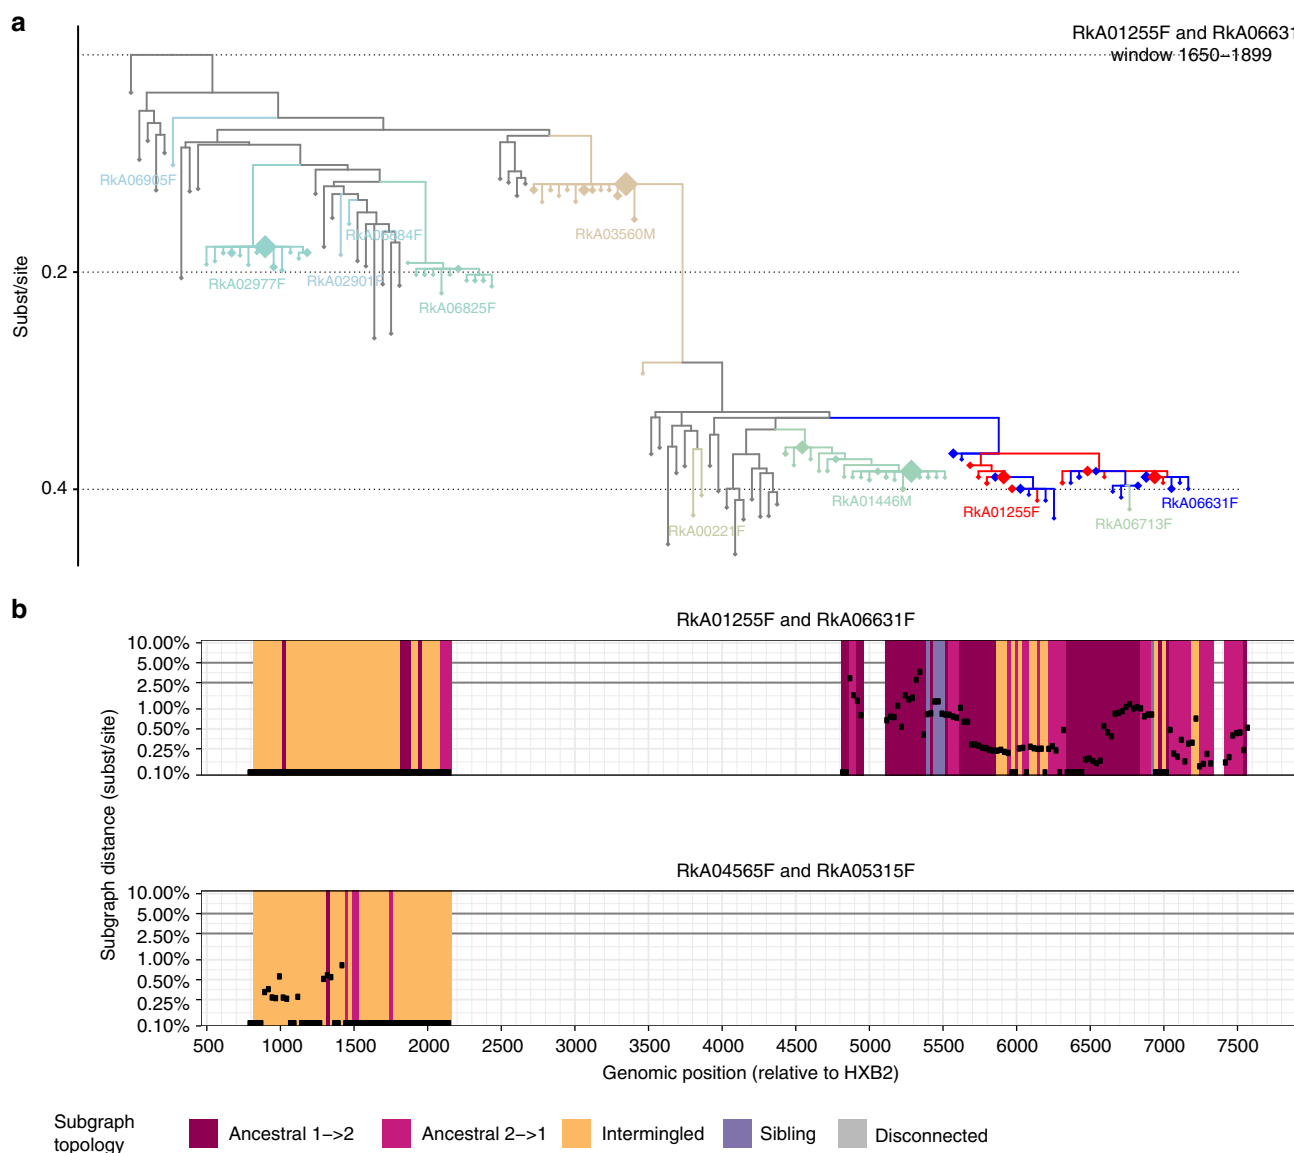 a
RkA01255F and RkA06631
window 1650–1899
Subst/site
0.2
0.4
RkA06905F
RkA02977F
RkA06884F
RkA02901F
RkA06825F
RkA03560M
RkA00221F
RkA01446M
RkA01255F
RkA06713F
RkA06631F
b
RkA01255F and RkA06631F
Subgraph distance (subst/site)
10.00%
5.00%
2.50%
1.00%
0.50%
0.25%
0.10%
RkA04565F and RkA05315F
10.00%
5.00%
2.50%
1.00%
0.50%
0.25%
0.10%
500 1000 1500 2000 2500 3000 3500 4000 4500 5000 5500 6000 6500 7000 7500
Genomic position (relative to HXB2)
Subgraph
topology
Ancestral 1–>2
Ancestral 2–>1
Intermingled
Sibling
Disconnected